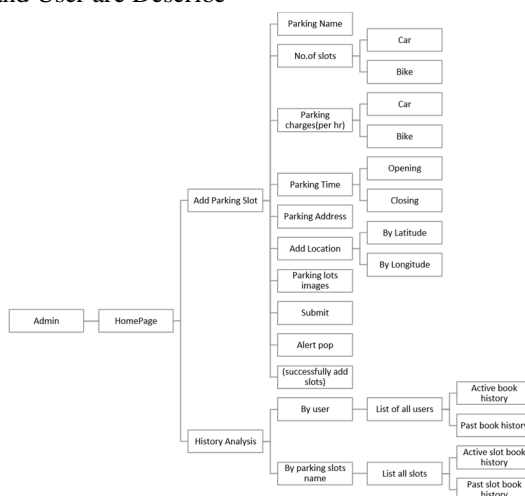 and User are Describe
Parking Name
No.of slots
Car
Bike
Parking
charges(per hr)
Car
Bike
Parking Time
Opening
Closing
Parking Address
Add Location
By Latitude
By Longitude
Parking lots
images
Submit
Alert pop
(successfully add
slots)
Add Parking Slot
Admin
HomePage
History Analysis
By user
List of all users
Active book
history
Past book history
By parking slots
name
List all slots
Active slot book
history
Past slot book
history